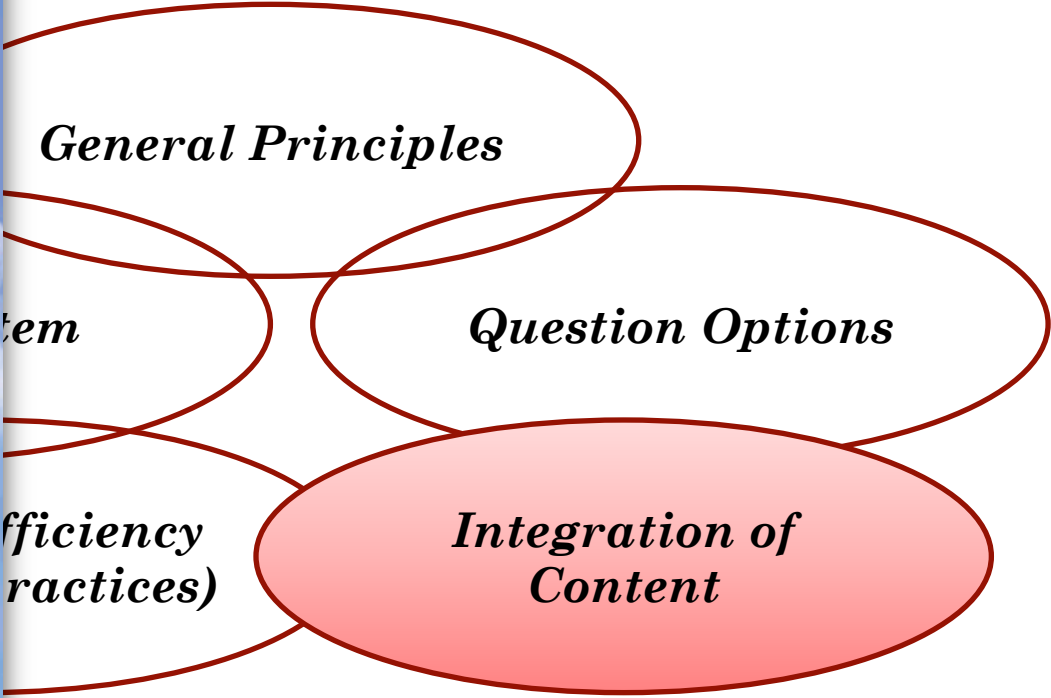 General Principles
tem
Question Options
fficiency
ractices)
Integration of
Content